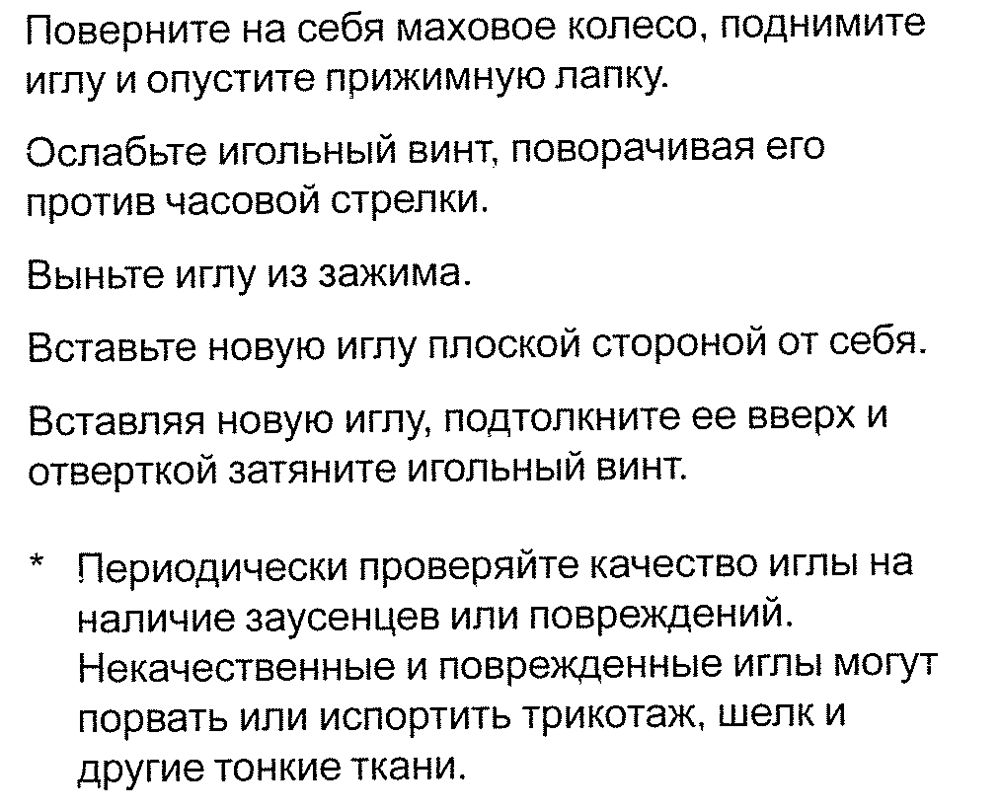 Поверните на себя маховое колесо, поднимите
иглу и опустите прижимную лапку.
Ослабьте игольный винт, поворачивая его
против часовой стрелки.
Выньте иглу из зажима.
Вставьте новую иглу плоской стороной от себя.
Вставляя новую иглу, подтолкните ее вверх и
отверткой затяните игольный винт.
* Периодически проверяйте качество иглы на
наличие заусенцев или повреждений.
Некачественные и поврежденные иглы могут
порвать или испортить трикотаж, шелк и
другие тонкие ткани.